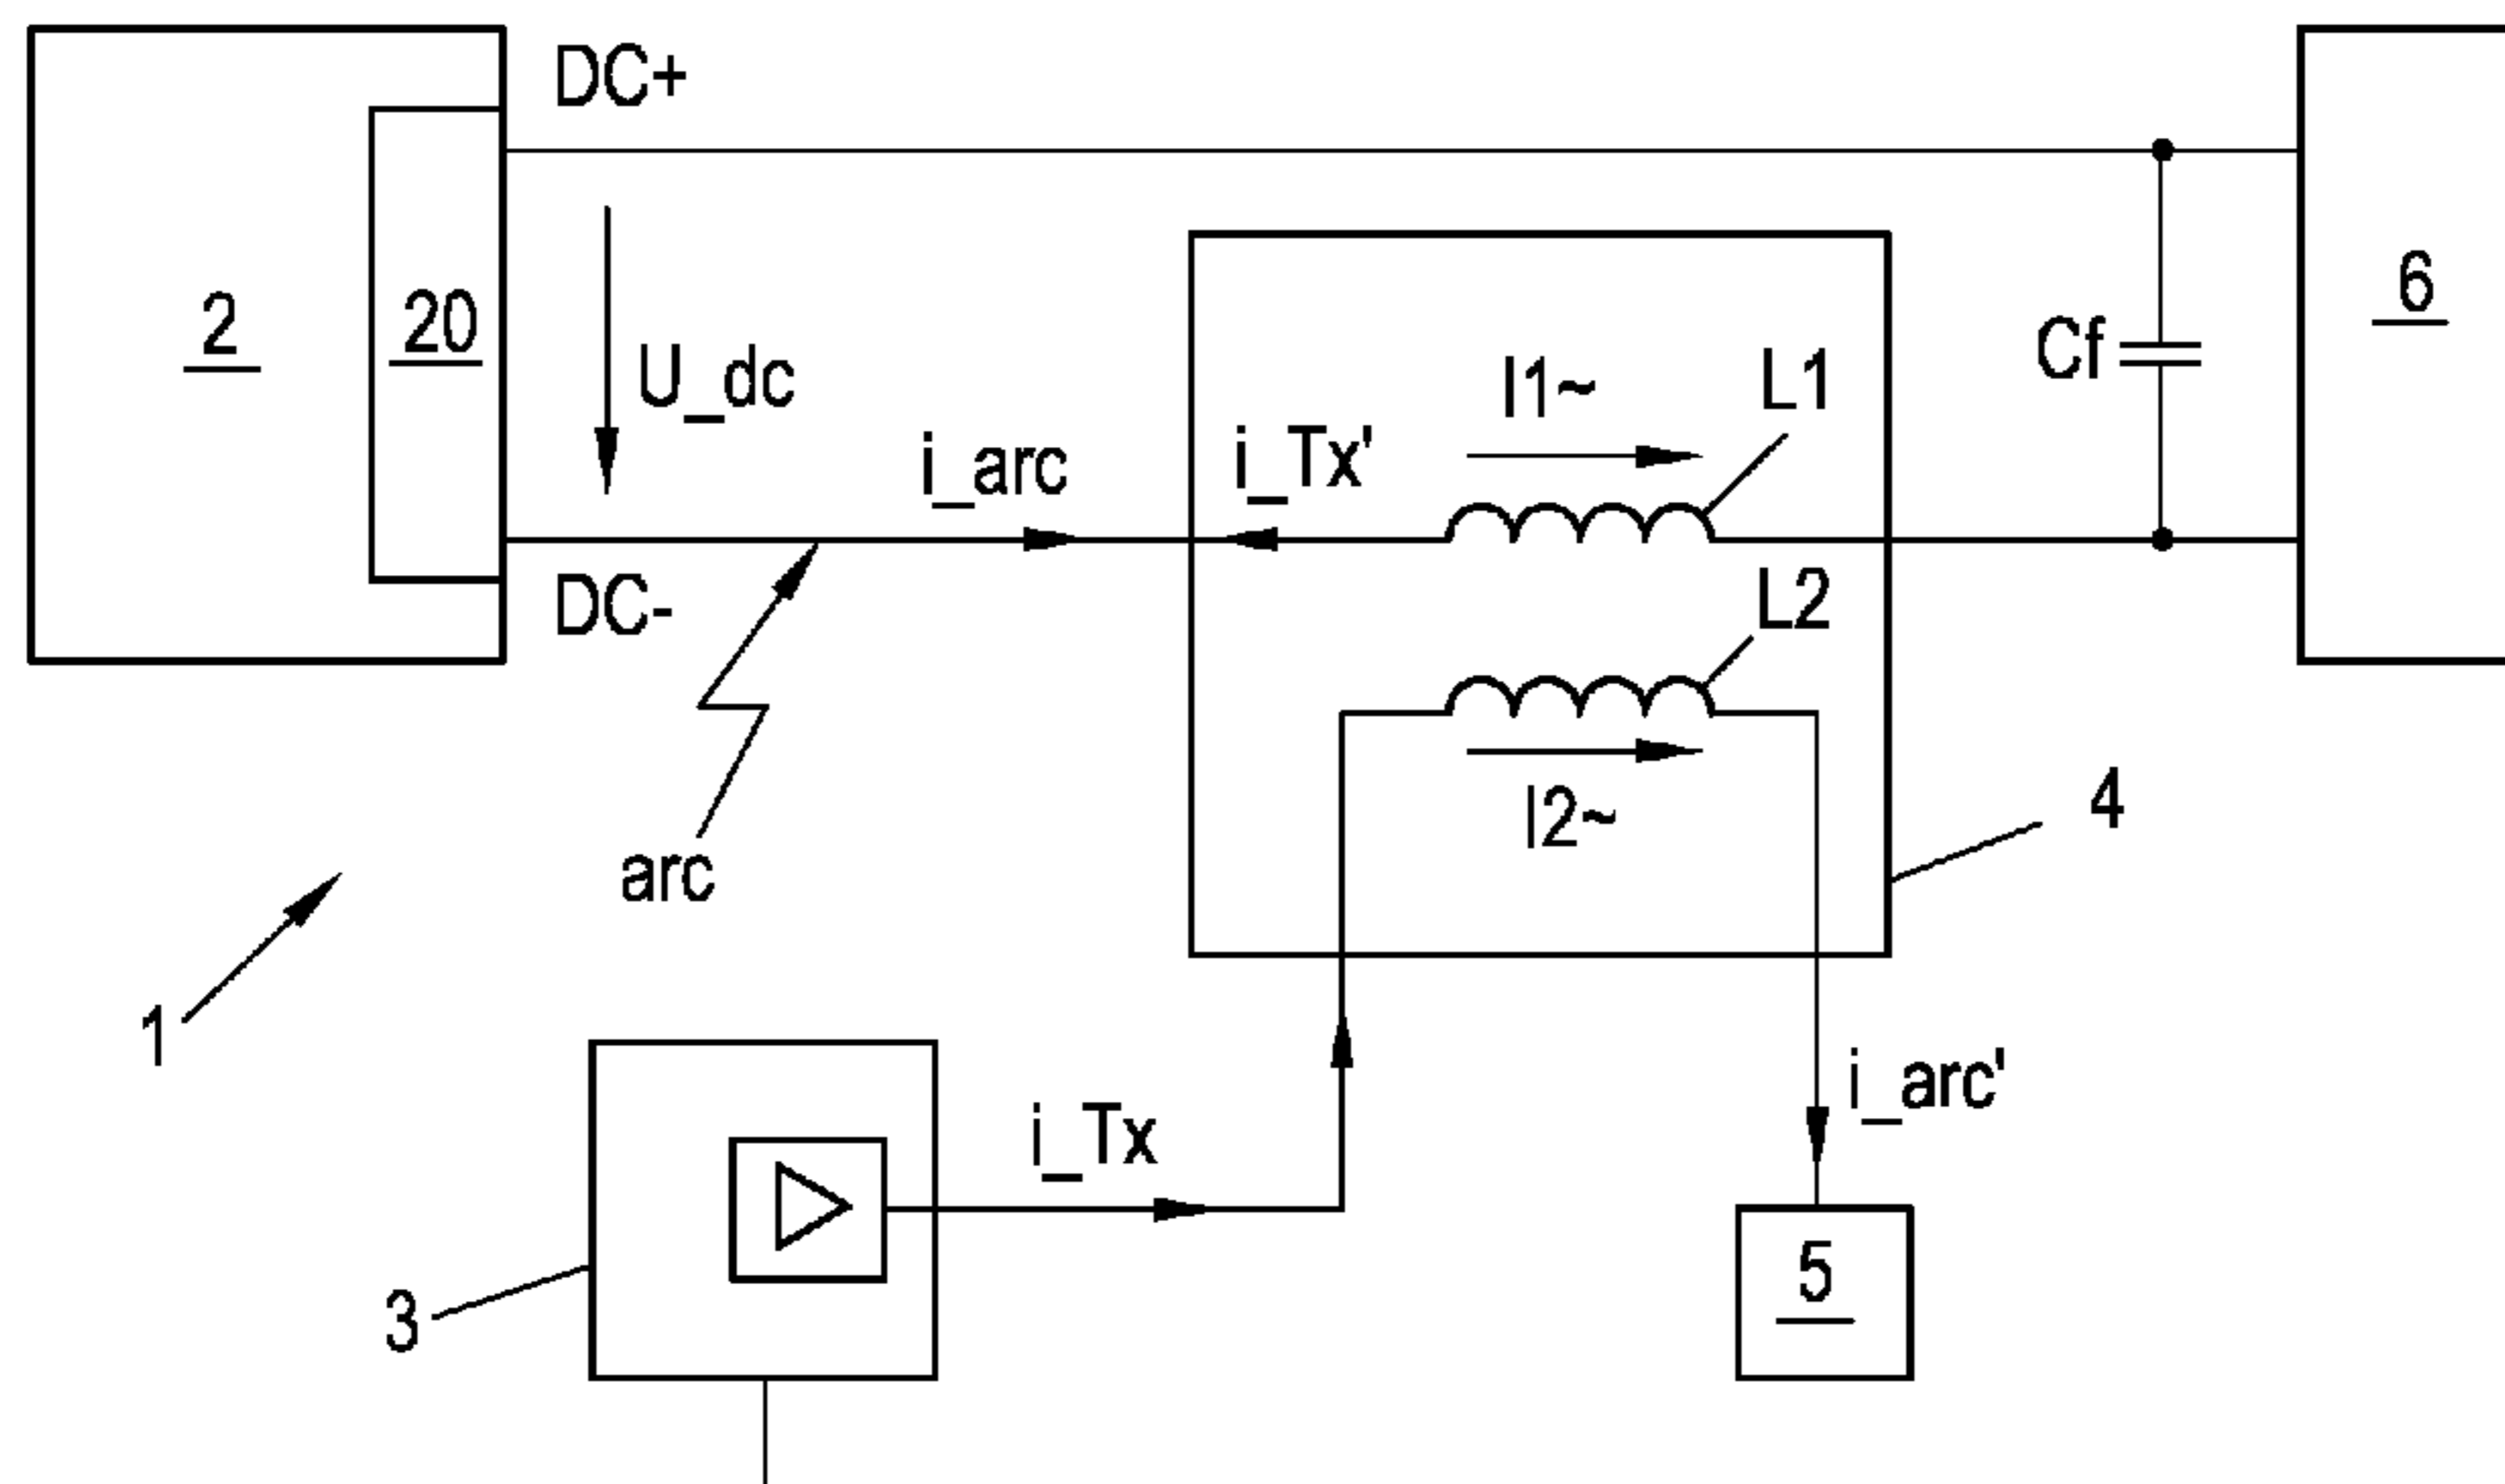 DC+
2
20
U_dc
6
Cf
I1~
L1
i_arc
i_Tx'
DC-
L2
I2~
4
arc
1
i_arc'
i_Tx
5
3